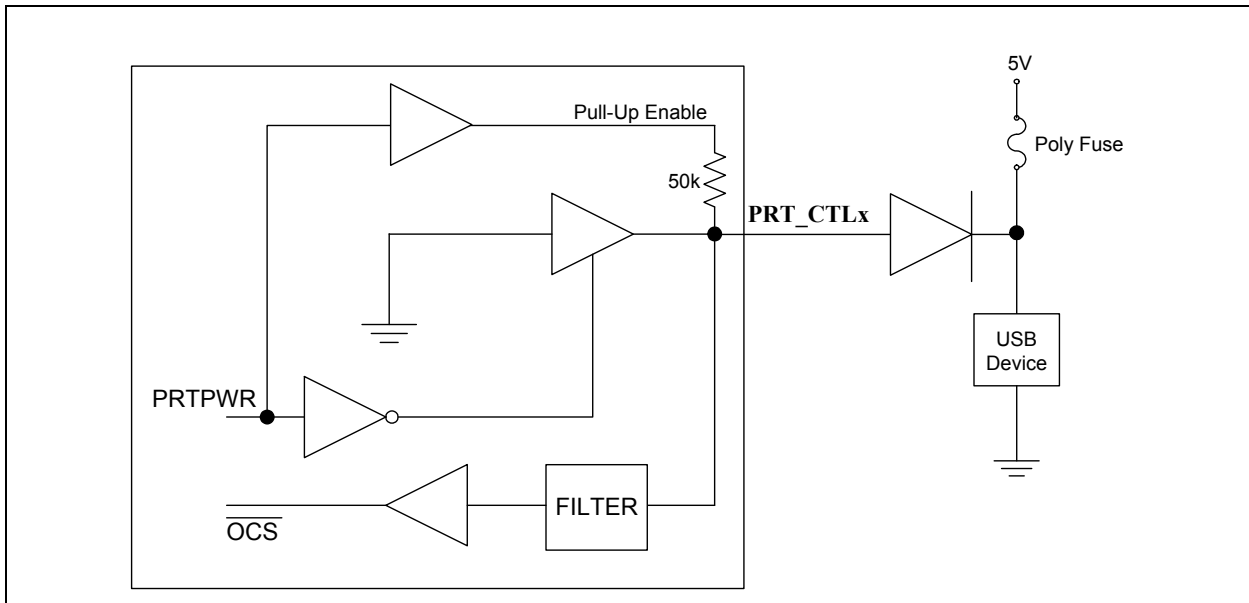 5V
Poly Fuse
Pull-Up Enable
50k
PRT_CTLx
USB
Device
PRTPWR
FILTER
OCS